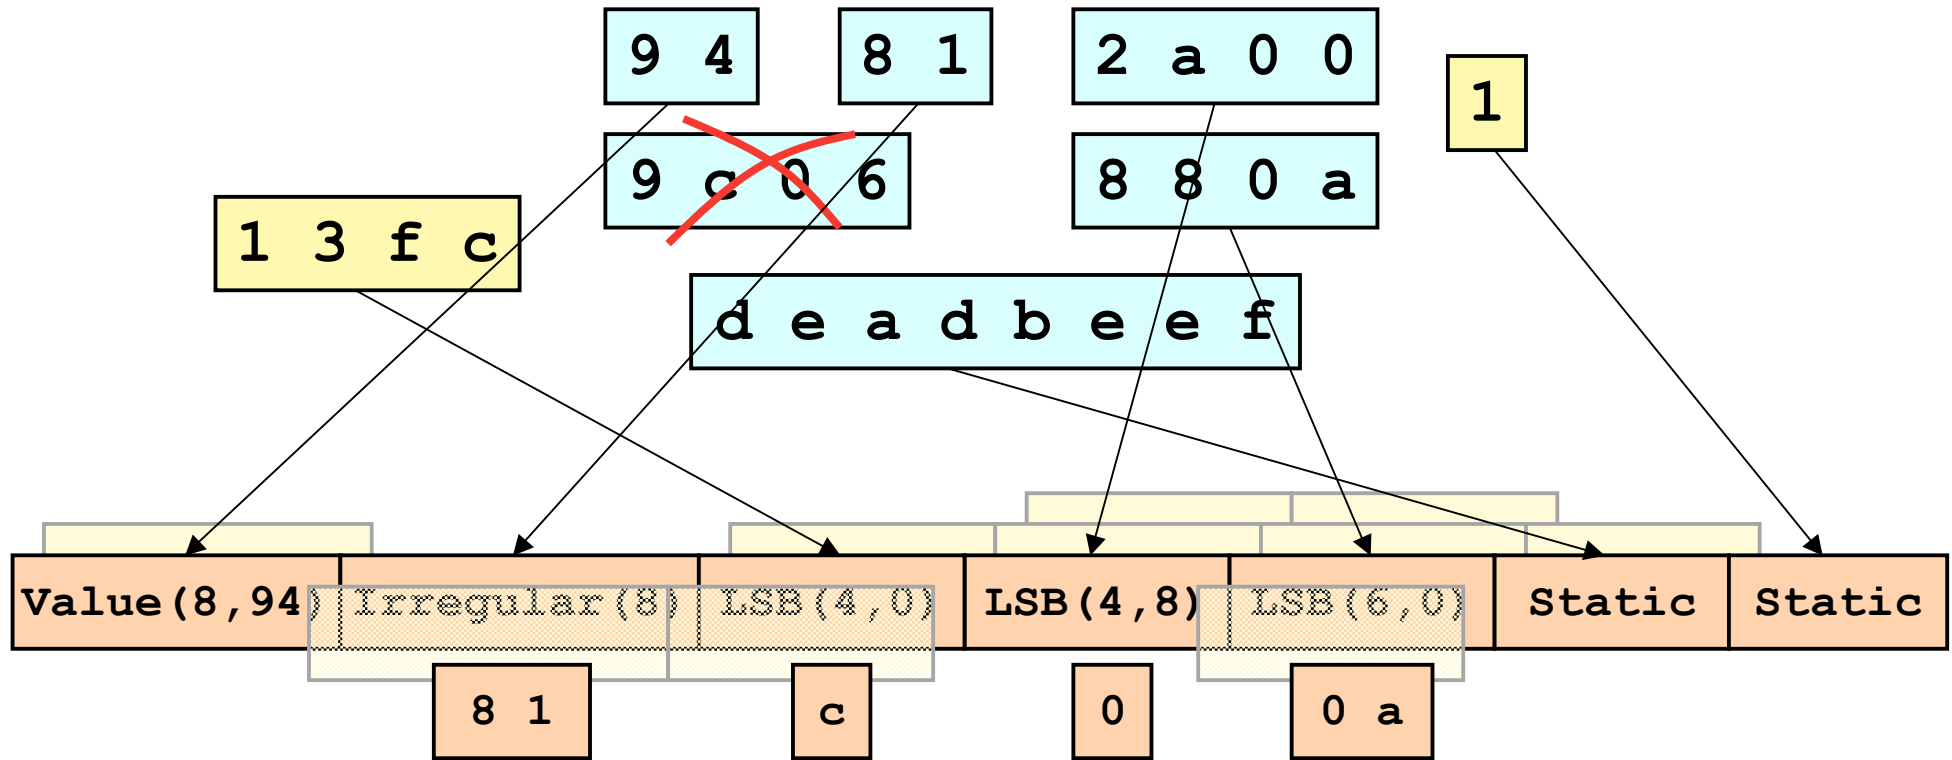 9 4
8 1
2 a 0 0
1
9 c 0 6
8 8 0 a
1 3 f c
d e a d b e e f
Value(8,94)
Irregular(8)
LSB(4,0)
LSB(4,8)
LSB(6,0)
Static
Static
8 1
c
0
0 a